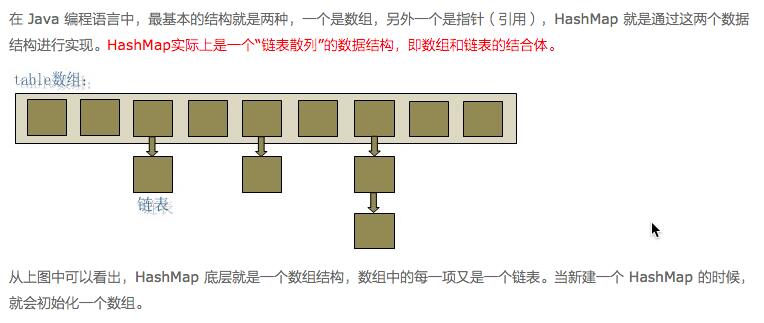 在 Java 编程语言中，最基本的结构就是两种，一个是数组，另外一个是指针（引用），HashMap 就是通过这两个数据
结构进行实现。HashMap实际上是一个“链表散列”的数据结构，即数组和链表的结合体。
table数组：
链表
从上图中可以看出，HashMap 底层就是一个数组结构，数组中的每一项又是一个链表。当新建一个 HashMap 的时候，
就会初始化一个数组。